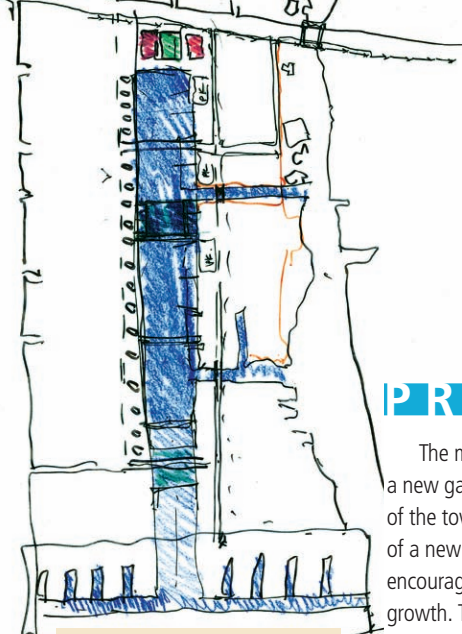 P R
The m
a new ga
of the tow
of a new
encourag
growth. T